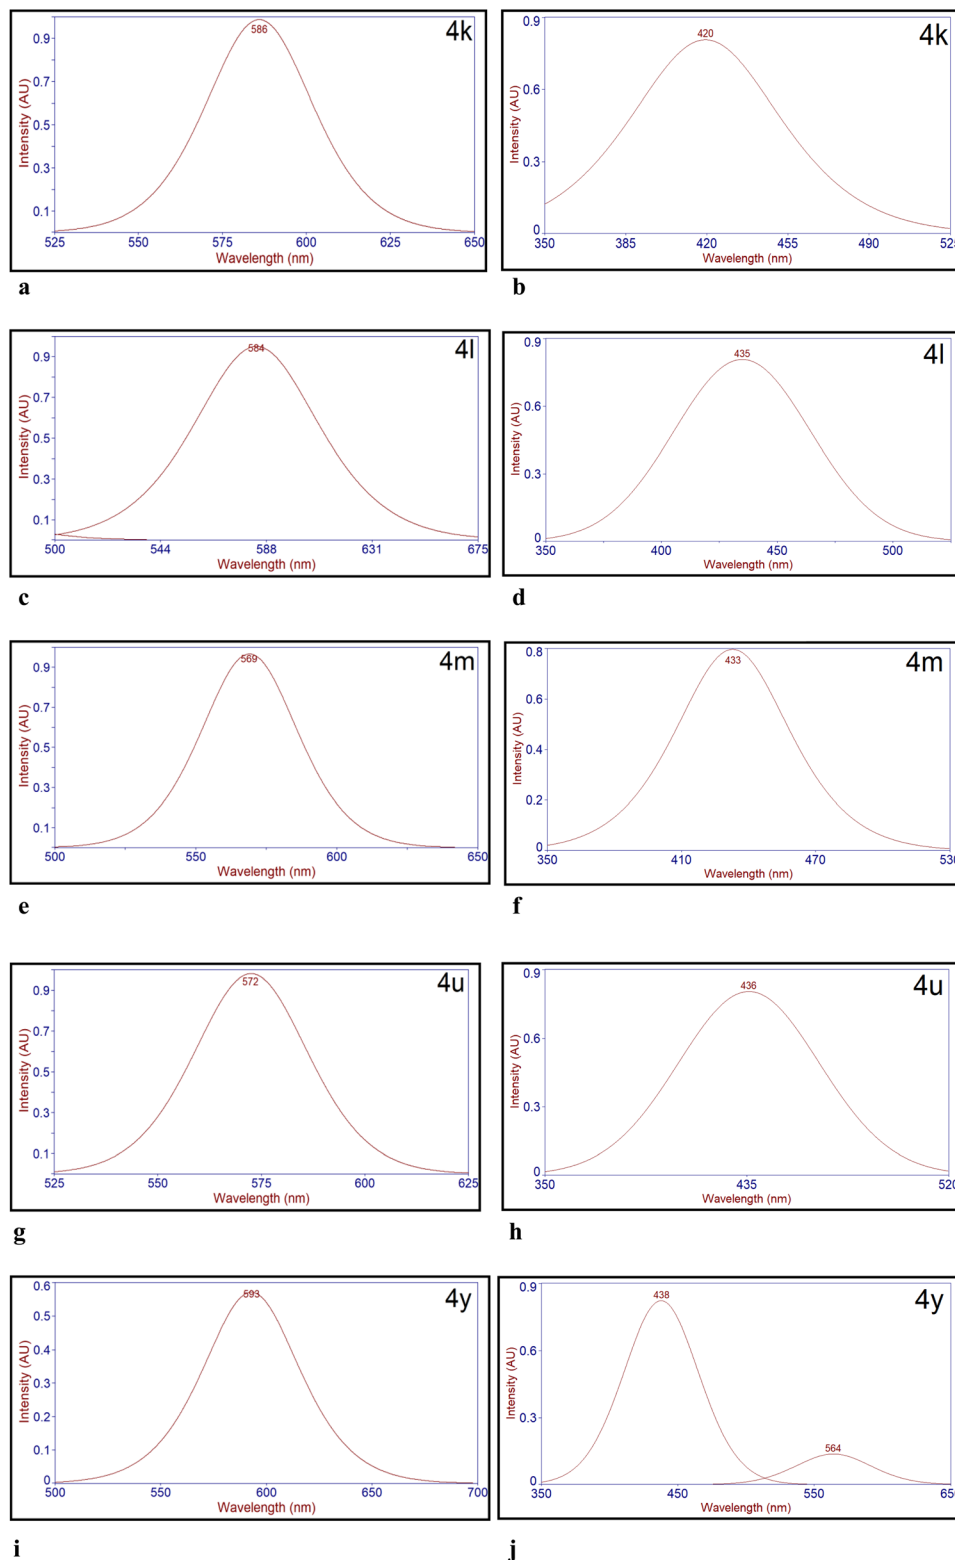 4k
586
Intensity (AU)
0.9
0.7
0.5
0.3
0.1
525 550 575 600 625 650
Wavelength (nm)
a
4k
420
Intensity (AU)
0.9
0.6
0.3
0
350 385 420 455 490 525
Wavelength (nm)
b
4l
584
Intensity (AU)
0.9
0.7
0.5
0.3
0.1
500 544 588 631 675
Wavelength (nm)
c
4l
435
Intensity (AU)
0.9
0.6
0.3
0
350 400 450 500
Wavelength (nm)
d
4m
569
Intensity (AU)
0.9
0.7
0.5
0.3
0.1
500 550 600 650
Wavelength (nm)
e
4m
433
Intensity (AU)
0.8
0.6
0.4
0.2
0
350 410 470 530
Wavelength (nm)
f
4u
572
Intensity (AU)
0.9
0.7
0.5
0.3
0.1
525 550 575 600 625
Wavelength (nm)
g
4u
436
Intensity (AU)
0.9
0.6
0.3
0
350 435 520
Wavelength (nm)
h
4y
593
Intensity (AU)
0.6
0.5
0.4
0.3
0.2
0.1
0
500 550 600 650 700
Wavelength (nm)
i
4y
438
564
Intensity (AU)
0.9
0.6
0.3
0
350 450 550 650
Wavelength (nm)
j